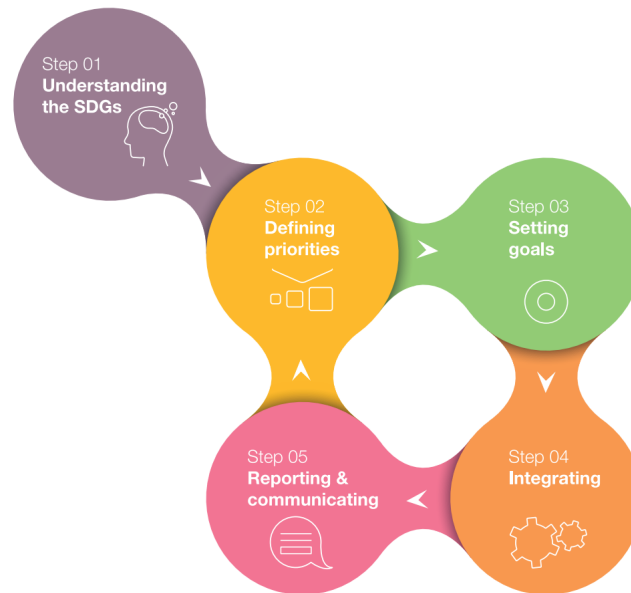 Step 01
Understanding
the SDGs
Step 02
Defining
priorities
Step 03
Setting
goals
Step 04
Integrating
Step 05
Reporting &
communicating